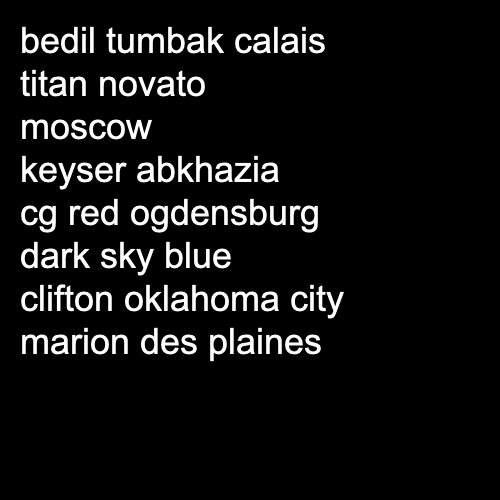 bedil tumbak calais
titan novato
moscow
keyser abkhazia
cg red ogdensburg
dark sky blue
clifton oklahoma city
marion des plaines